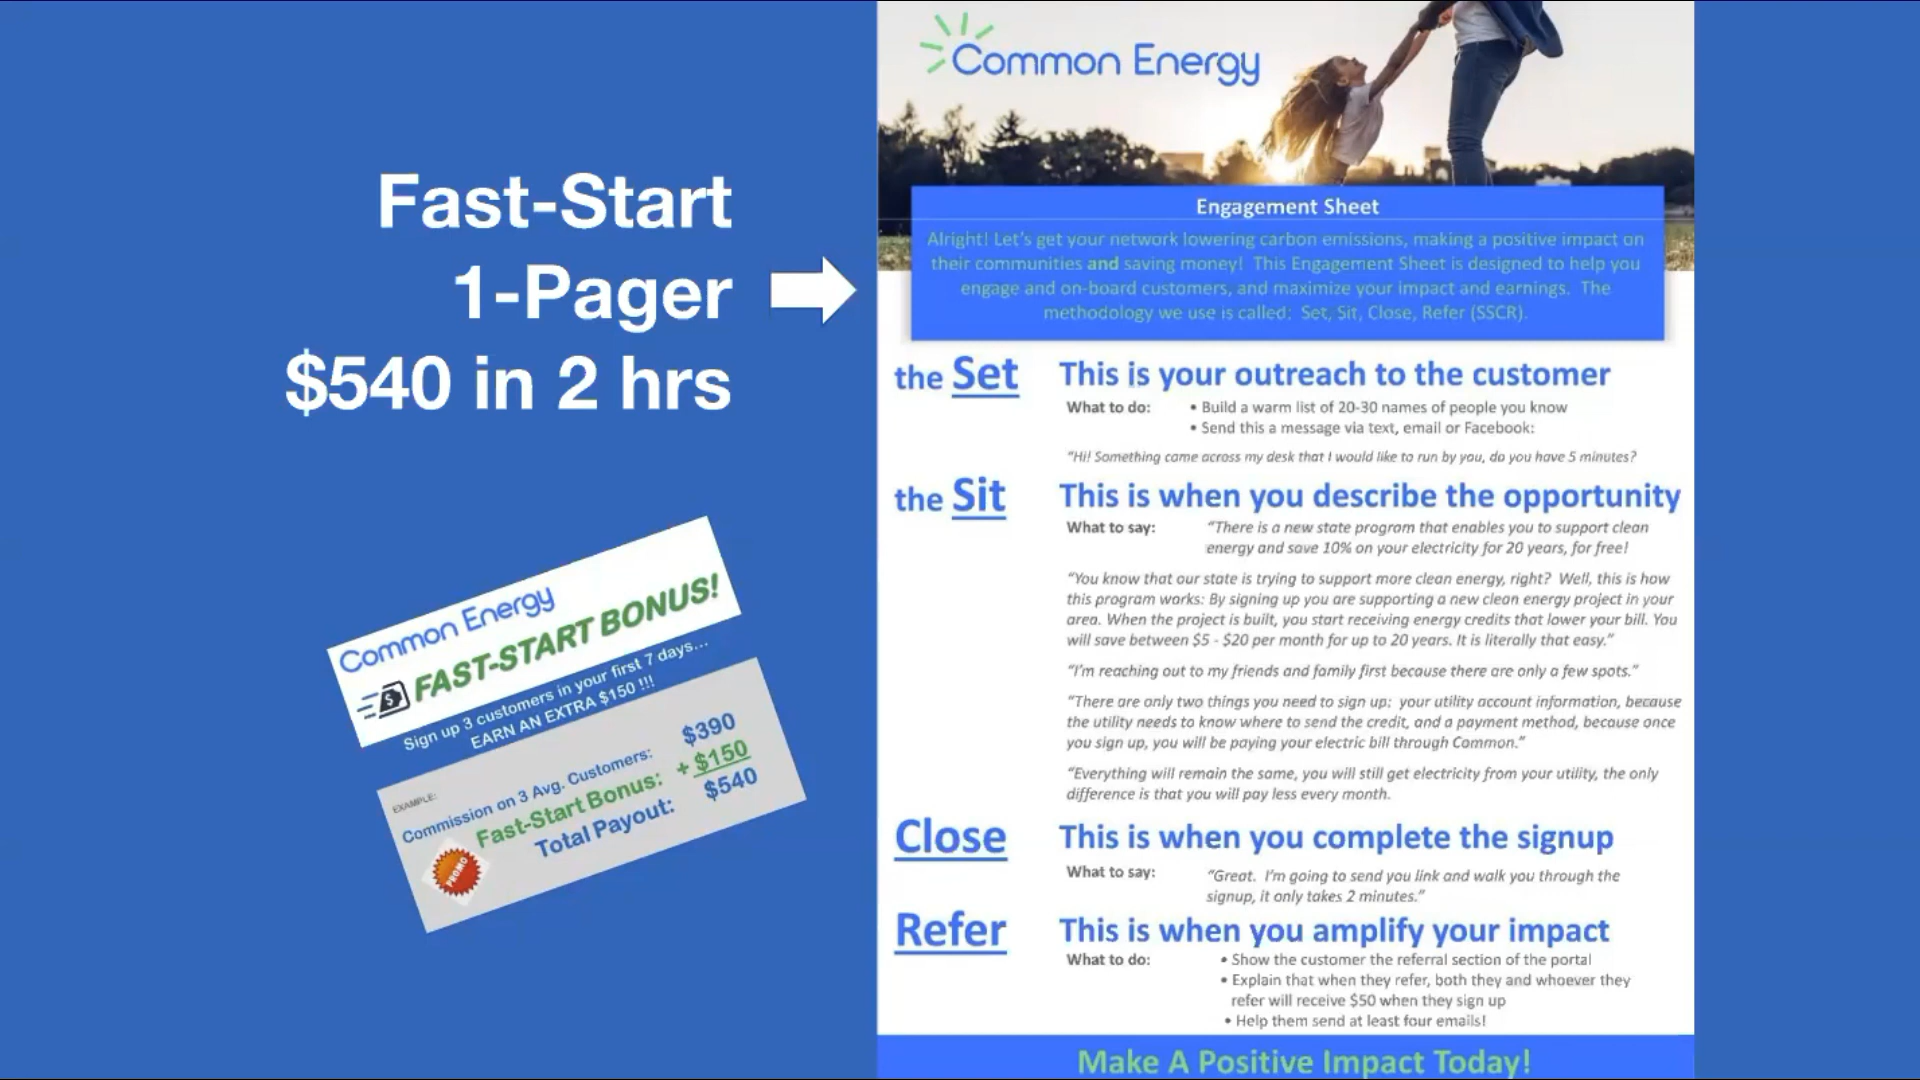 Fast-Start
1-Pager
$540 in 2 hrs
Common Energy
FAST-START BONUS!
Sign up 3 customers in your first 7 days...
EARN AN EXTRA $150 !!!
EXAMPLE:
Commission on 3 Avg. Customers: $390
Fast-Start Bonus: + $150
Total Payout: $540
PROMO
Common Energy
Engagement Sheet
Alright! Let's get your network lowering carbon emissions, making a positive impact on
their communities and saving money! This Engagement Sheet is designed to help you
engage and on-board customers, and maximize your impact and earnings. The
methodology we use is called: Set, Sit, Close, Refer (SSCR).
the Set This is your outreach to the customer
What to do: • Build a warm list of 20-30 names of people you know
• Send this a message via text, email or Facebook:
"Hi! Something came across my desk that I would like to run by you, do you have 5 minutes?
the Sit This is when you describe the opportunity
What to say: "There is a new state program that enables you to support clean
energy and save 10% on your electricity for 20 years, for free!
"You know that our state is trying to support more clean energy, right? Well, this is how
this program works: By signing up you are supporting a new clean energy project in your
area. When the project is built, you start receiving energy credits that lower your bill. You
will save between $5 - $20 per month for up to 20 years. It is literally that easy."
"I'm reaching out to my friends and family first because there are only a few spots."
"There are only two things you need to sign up: your utility account information, because
the utility needs to know where to send the credit, and a payment method, because once
you sign up, you will be paying your electric bill through Common."
"Everything will remain the same, you will still get electricity from your utility, the only
difference is that you will pay less every month.
Close This is when you complete the signup
What to say: "Great. I'm going to send you link and walk you through the
signup, it only takes 2 minutes."
Refer This is when you amplify your impact
What to do: • Show the customer the referral section of the portal
• Explain that when they refer, both they and whoever they
refer will receive $50 when they sign up
• Help them send at least four emails!
Make A Positive Impact Today!